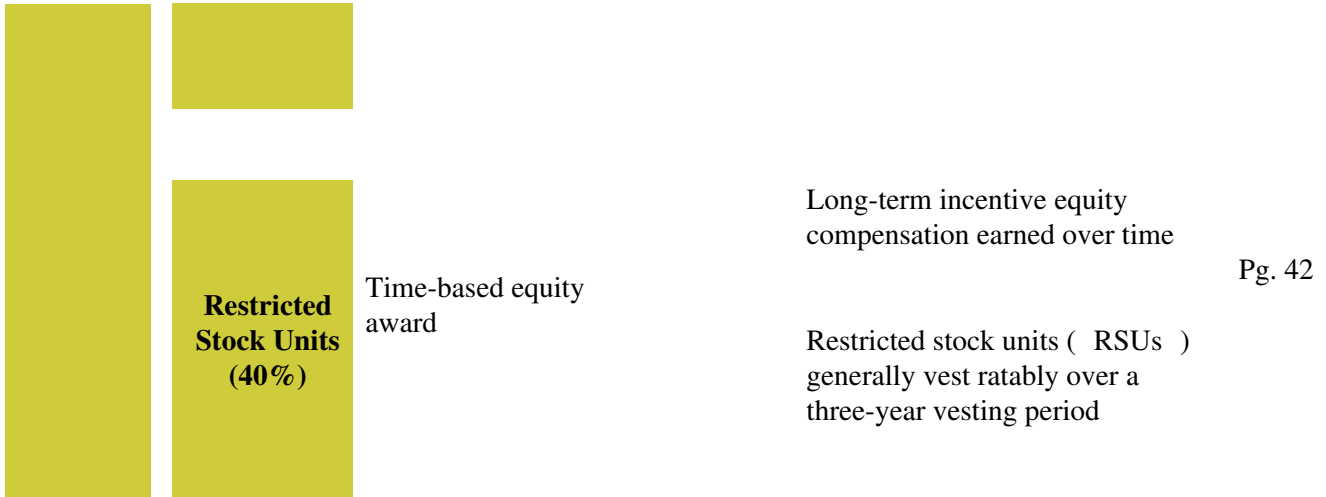 Restricted
Stock Units
(40%)
Time-based equity
award
Long-term incentive equity
compensation earned over time
Restricted stock units ( RSUs )
generally vest ratably over a
three-year vesting period
Pg. 42